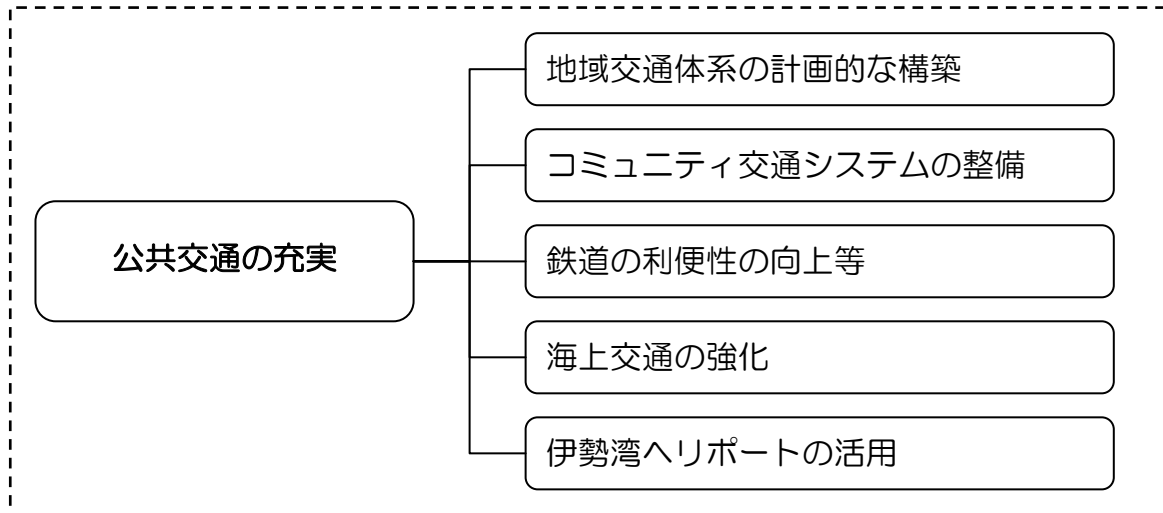 公共交通の充実
地域交通体系の計画的な構築
コミュニティ交通システムの整備
鉄道の利便性の向上等
海上交通の強化
伊勢湾ヘリポートの活用